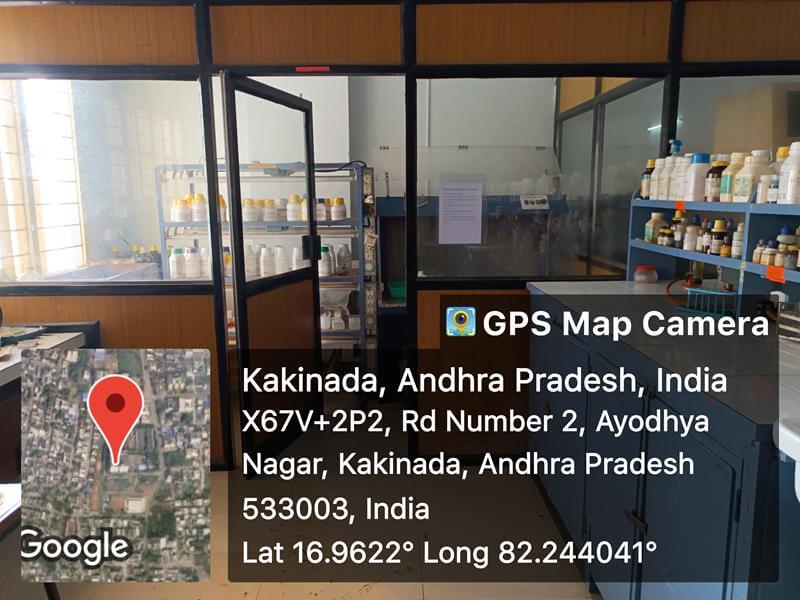 GPS Map Camera
Kakinada, Andhra Pradesh, India
X67V+2P2, Rd Number 2, Ayodhya
Nagar, Kakinada, Andhra Pradesh
533003, India
Lat 16.9622° Long 82.244041°
Google